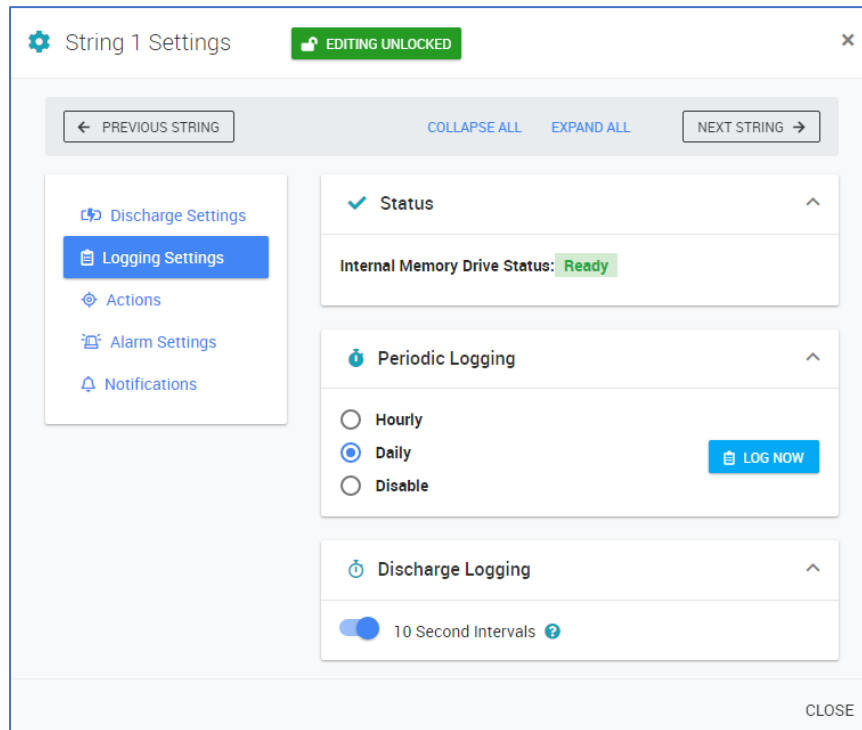 String 1 Settings
EDITING UNLOCKED
PREVIOUS STRING
COLLAPSE ALL
EXPAND ALL
NEXT STRING
Discharge Settings
Logging Settings
Actions
Alarm Settings
Notifications
Status
Internal Memory Drive Status: Ready
Periodic Logging
Hourly
Daily
Disable
LOG NOW
Discharge Logging
10 Second Intervals
CLOSE